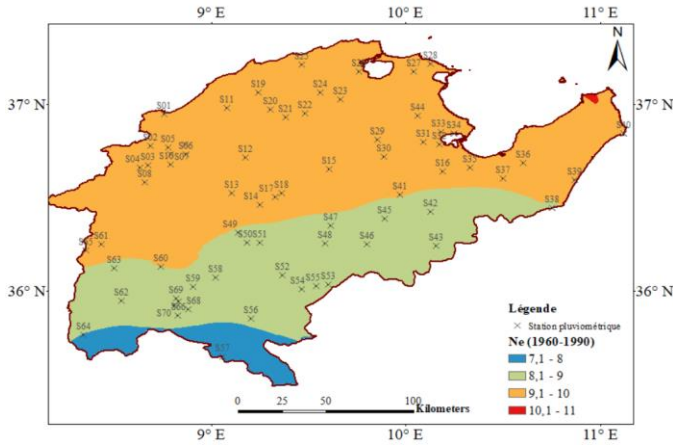 9° E 10° E 11° E
N
S25 S26 S27 S28
S19 S24 S23
37° N S01 S11 S20 S21 S22 S44 37° N
S33 S34
S02 S05 S06 S12 S29 S31
S04 S03 S10 S07 S15 S30 S16 S35 S36
S08 S13 S14 S17 S18 S41 S37 S39
S38
S49 S47 S45 S42
S61 S50 S51 S48 S46 S43
S63 S60 S58 S52
36° N S59 S54 S55 S53 36° N
S62 S69 S68
S70 S66 S56
S64 S57
Légende
Station pluviométrique
Ne (1960-1990)
7,1 - 8
8,1 - 9
9,1 - 10
10,1 - 11
0 25 50 100
Kilometers
9° E 10° E 11° E